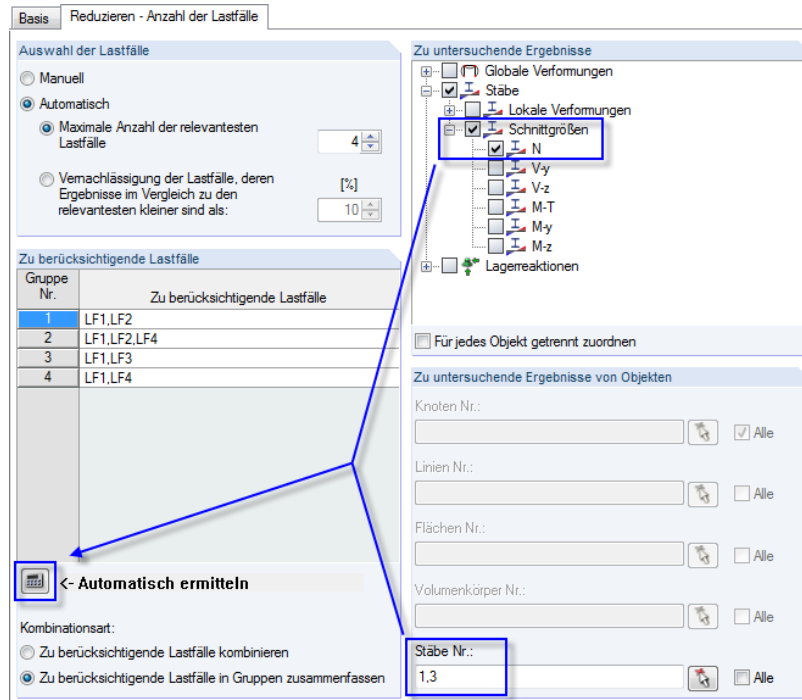 Basis
Reduzieren - Anzahl der Lastfälle
Auswahl der Lastfälle
Manuell
Automatisch
Maximale Anzahl der relevantesten
Lastfälle
4
Vernachlässigung der Lastfälle, deren
Ergebnisse im Vergleich zu den
relevantesten kleiner sind als:
[%]
10
Zu berücksichtigende Lastfälle
Gruppe
Nr.
Zu berücksichtigende Lastfälle
1 LF1,LF2
2 LF1,LF2,LF4
3 LF1,LF3
4 LF1,LF4
<- Automatisch ermitteln
Kombinationsart:
Zu berücksichtigende Lastfälle kombinieren
Zu berücksichtigende Lastfälle in Gruppen zusammenfassen
Zu untersuchende Ergebnisse
Globale Verformungen
Stäbe
Lokale Verformungen
Schnittgrößen
N
V-y
V-z
M-T
M-y
M-z
Lagerreaktionen
Für jedes Objekt getrennt zuordnen
Zu untersuchende Ergebnisse von Objekten
Knoten Nr.:
Alle
Linien Nr.:
Alle
Flächen Nr.:
Alle
Volumenkörper Nr.:
Alle
Stäbe Nr.:
1,3
Alle